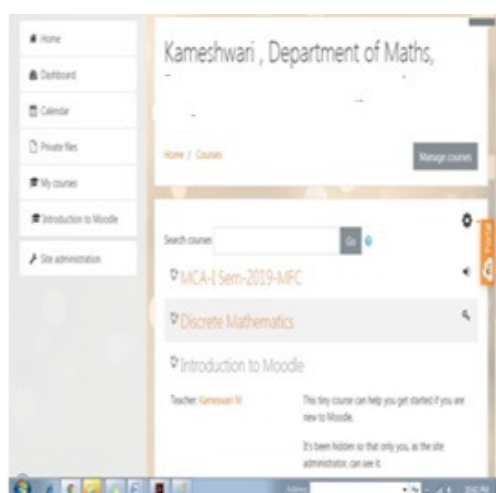 Home
Dashboard
Calendar
Private files
My courses
Introduction to Moodle
Site administration
Kameshwari , Department of Maths,
Home / Courses
Manage courses
Search courses
Go
MCA-I Sem-2019-MFC
Discrete Mathematics
Introduction to Moodle
Teacher: Kameswari M
This tiny course can help you get started if you are
new to Moodle.
It's been hidden so that only you, as the site
administrator, can see it.
Portal
Address